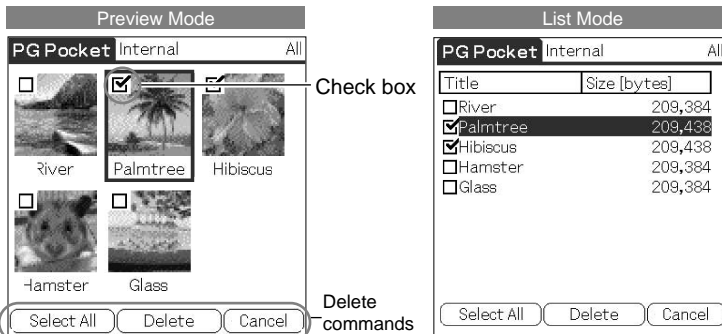 Preview Mode
PG Pocket Internal All
Check box
River Palmtree Hibiscus
Hamster Glass
Select All Delete Cancel
Delete
commands
List Mode
PG Pocket Internal All
Title Size [bytes]
River 209,384
Palmtree 209,438
Hibiscus 209,438
Hamster 209,384
Glass 209,384
Select All Delete Cancel